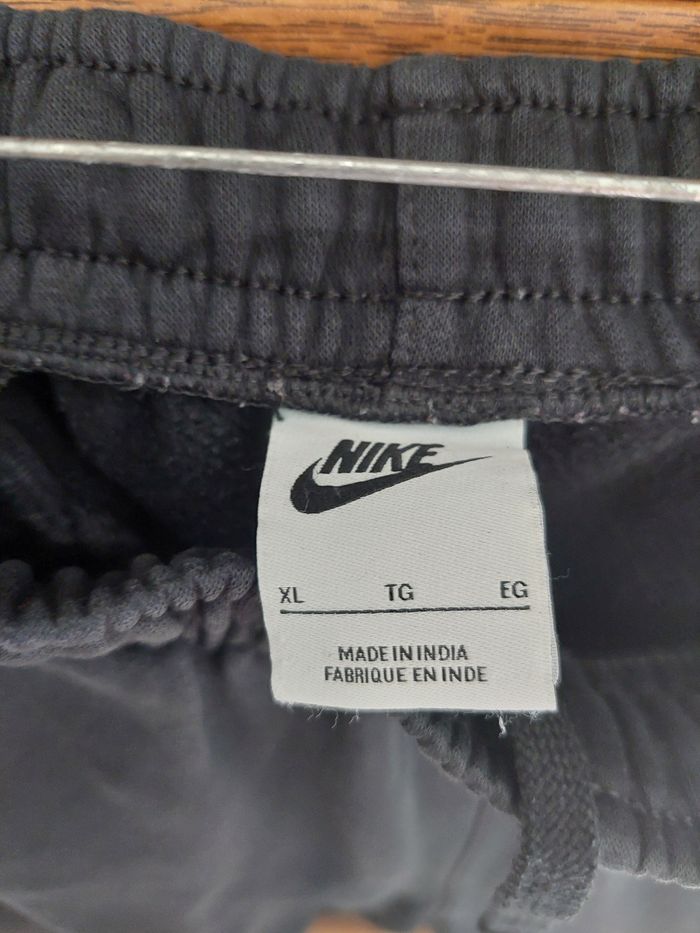 NIKE
XL TG EG
MADE IN INDIA
FABRIQUE EN INDE